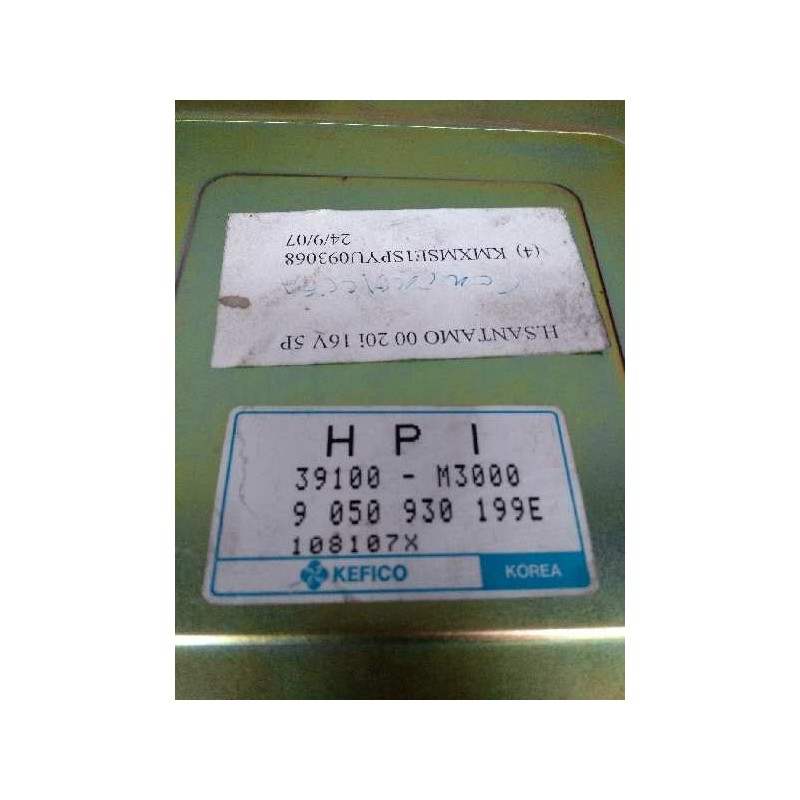 H.SANTAMO 00 20i 16V 5P
(4) KMXMSE1SPYU093068
24/9/07
H P I
39100 - M3000
9 050 930 199E
108107X
KEFICO
KOREA